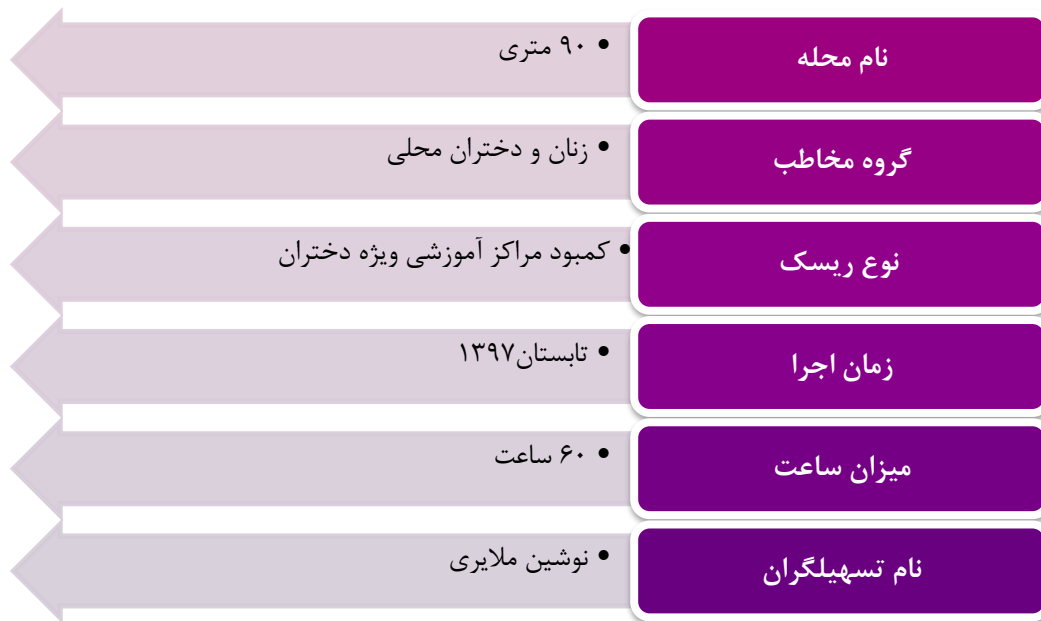 نام محله
• ۹۰ متری
گروه مخاطب
• زنان و دختران محلی
نوع ریسک
• کمبود مراکز آموزشی ویژه دختران
زمان اجرا
• تابستان۱۳۹۷
میزان ساعت
• ۶۰ ساعت
نام تسهیلگران
• نوشین ملایری